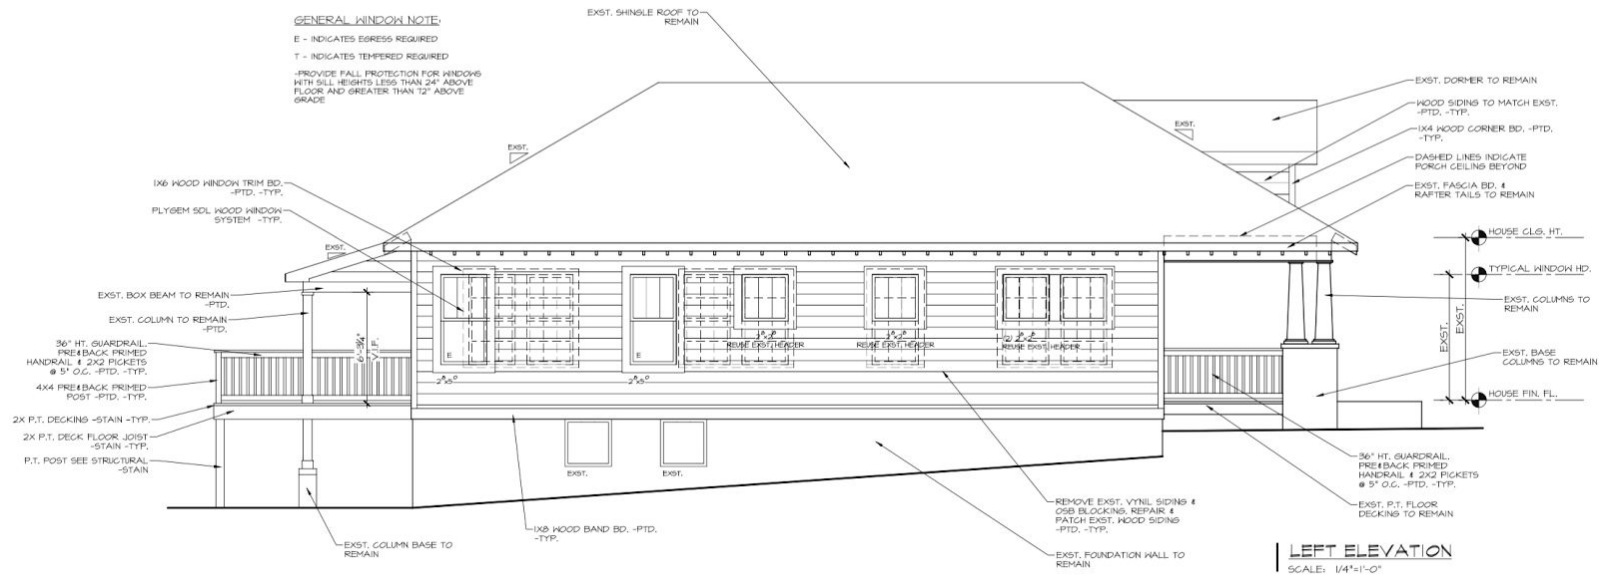 GENERAL WINDOW NOTE:
E - INDICATES EGRESS REQUIRED
T - INDICATES TEMPERED REQUIRED
-PROVIDE FALL PROTECTION FOR WINDOWS
WITH SILL HEIGHTS LESS THAN 24" ABOVE
FLOOR AND GREATER THAN 72" ABOVE
GRADE
EXST. SHINGLE ROOF TO
REMAIN
EXST. DORMER TO REMAIN
WOOD SIDING TO MATCH EXST.
-PTD. -TYP.
1X4 WOOD CORNER BD. -PTD.
-TYP.
DASHED LINES INDICATE
PORCH CEILING BEYOND
EXST. FASCIA BD. &
RAFTER TAILS TO REMAIN
EXST.
EXST.
EXST.
1X6 WOOD WINDOW TRIM BD.
-PTD. -TYP.
PLYGEM SDL WOOD WINDOW
SYSTEM -TYP.
EXST. BOX BEAM TO REMAIN
-PTD.
EXST. COLUMN TO REMAIN
-PTD.
36" HT. GUARDRAIL,
PRE&BACK PRIMED
HANDRAIL & 2X2 PICKETS
@ 5" O.C. -PTD. -TYP.
4X4 PRE&BACK PRIMED
POST -PTD. -TYP.
2X P.T. DECKING -STAIN -TYP.
2X P.T. DECK FLOOR JOIST
-STAIN -TYP.
P.T. POST SEE STRUCTURAL
-STAIN
V.I.F.
E
E
REUSE EXST. HEADER
REUSE EXST. HEADER
REUSE EXST. HEADER
HOUSE CLG. HT.
TYPICAL WINDOW HD.
HOUSE FIN. FL.
EXST.
EXST.
EXST. COLUMNS TO
REMAIN
EXST. BASE
COLUMS TO REMAIN
36" HT. GUARDRAIL,
PRE&BACK PRIMED
HANDRAIL & 2X2 PICKETS
@ 5" O.C. -PTD. -TYP.
EXST. P.T. FLOOR
DECKING TO REMAIN
EXST.
EXST.
REMOVE EXST. VYNIL SIDING &
OSB BLOCKING, REPAIR &
PATCH EXST. WOOD SIDING
-PTD. -TYP.
1X8 WOOD BAND BD. -PTD.
-TYP.
EXST. COLUMN BASE TO
REMAIN
EXST. FOUNDATION WALL TO
REMAIN
LEFT ELEVATION
SCALE: 1/4"=1'-0"